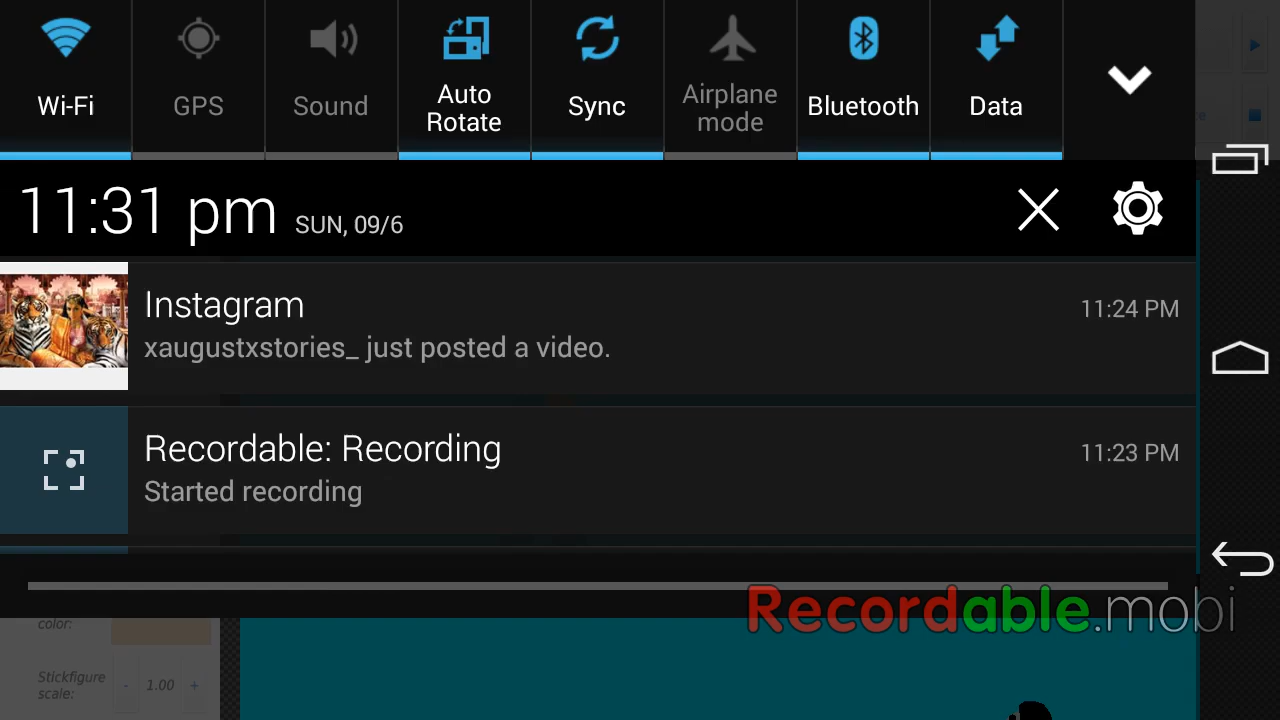 Wi-Fi
GPS
Sound
Auto
Rotate
Sync
Airplane
mode
Bluetooth
Data
11:31 pm SUN, 09/6
Instagram
11:24 PM
xaugustxstories_ just posted a video.
Recordable: Recording
11:23 PM
Started recording
Recordable.mobi
color:
Stickfigure
scale:
- 1.00 +